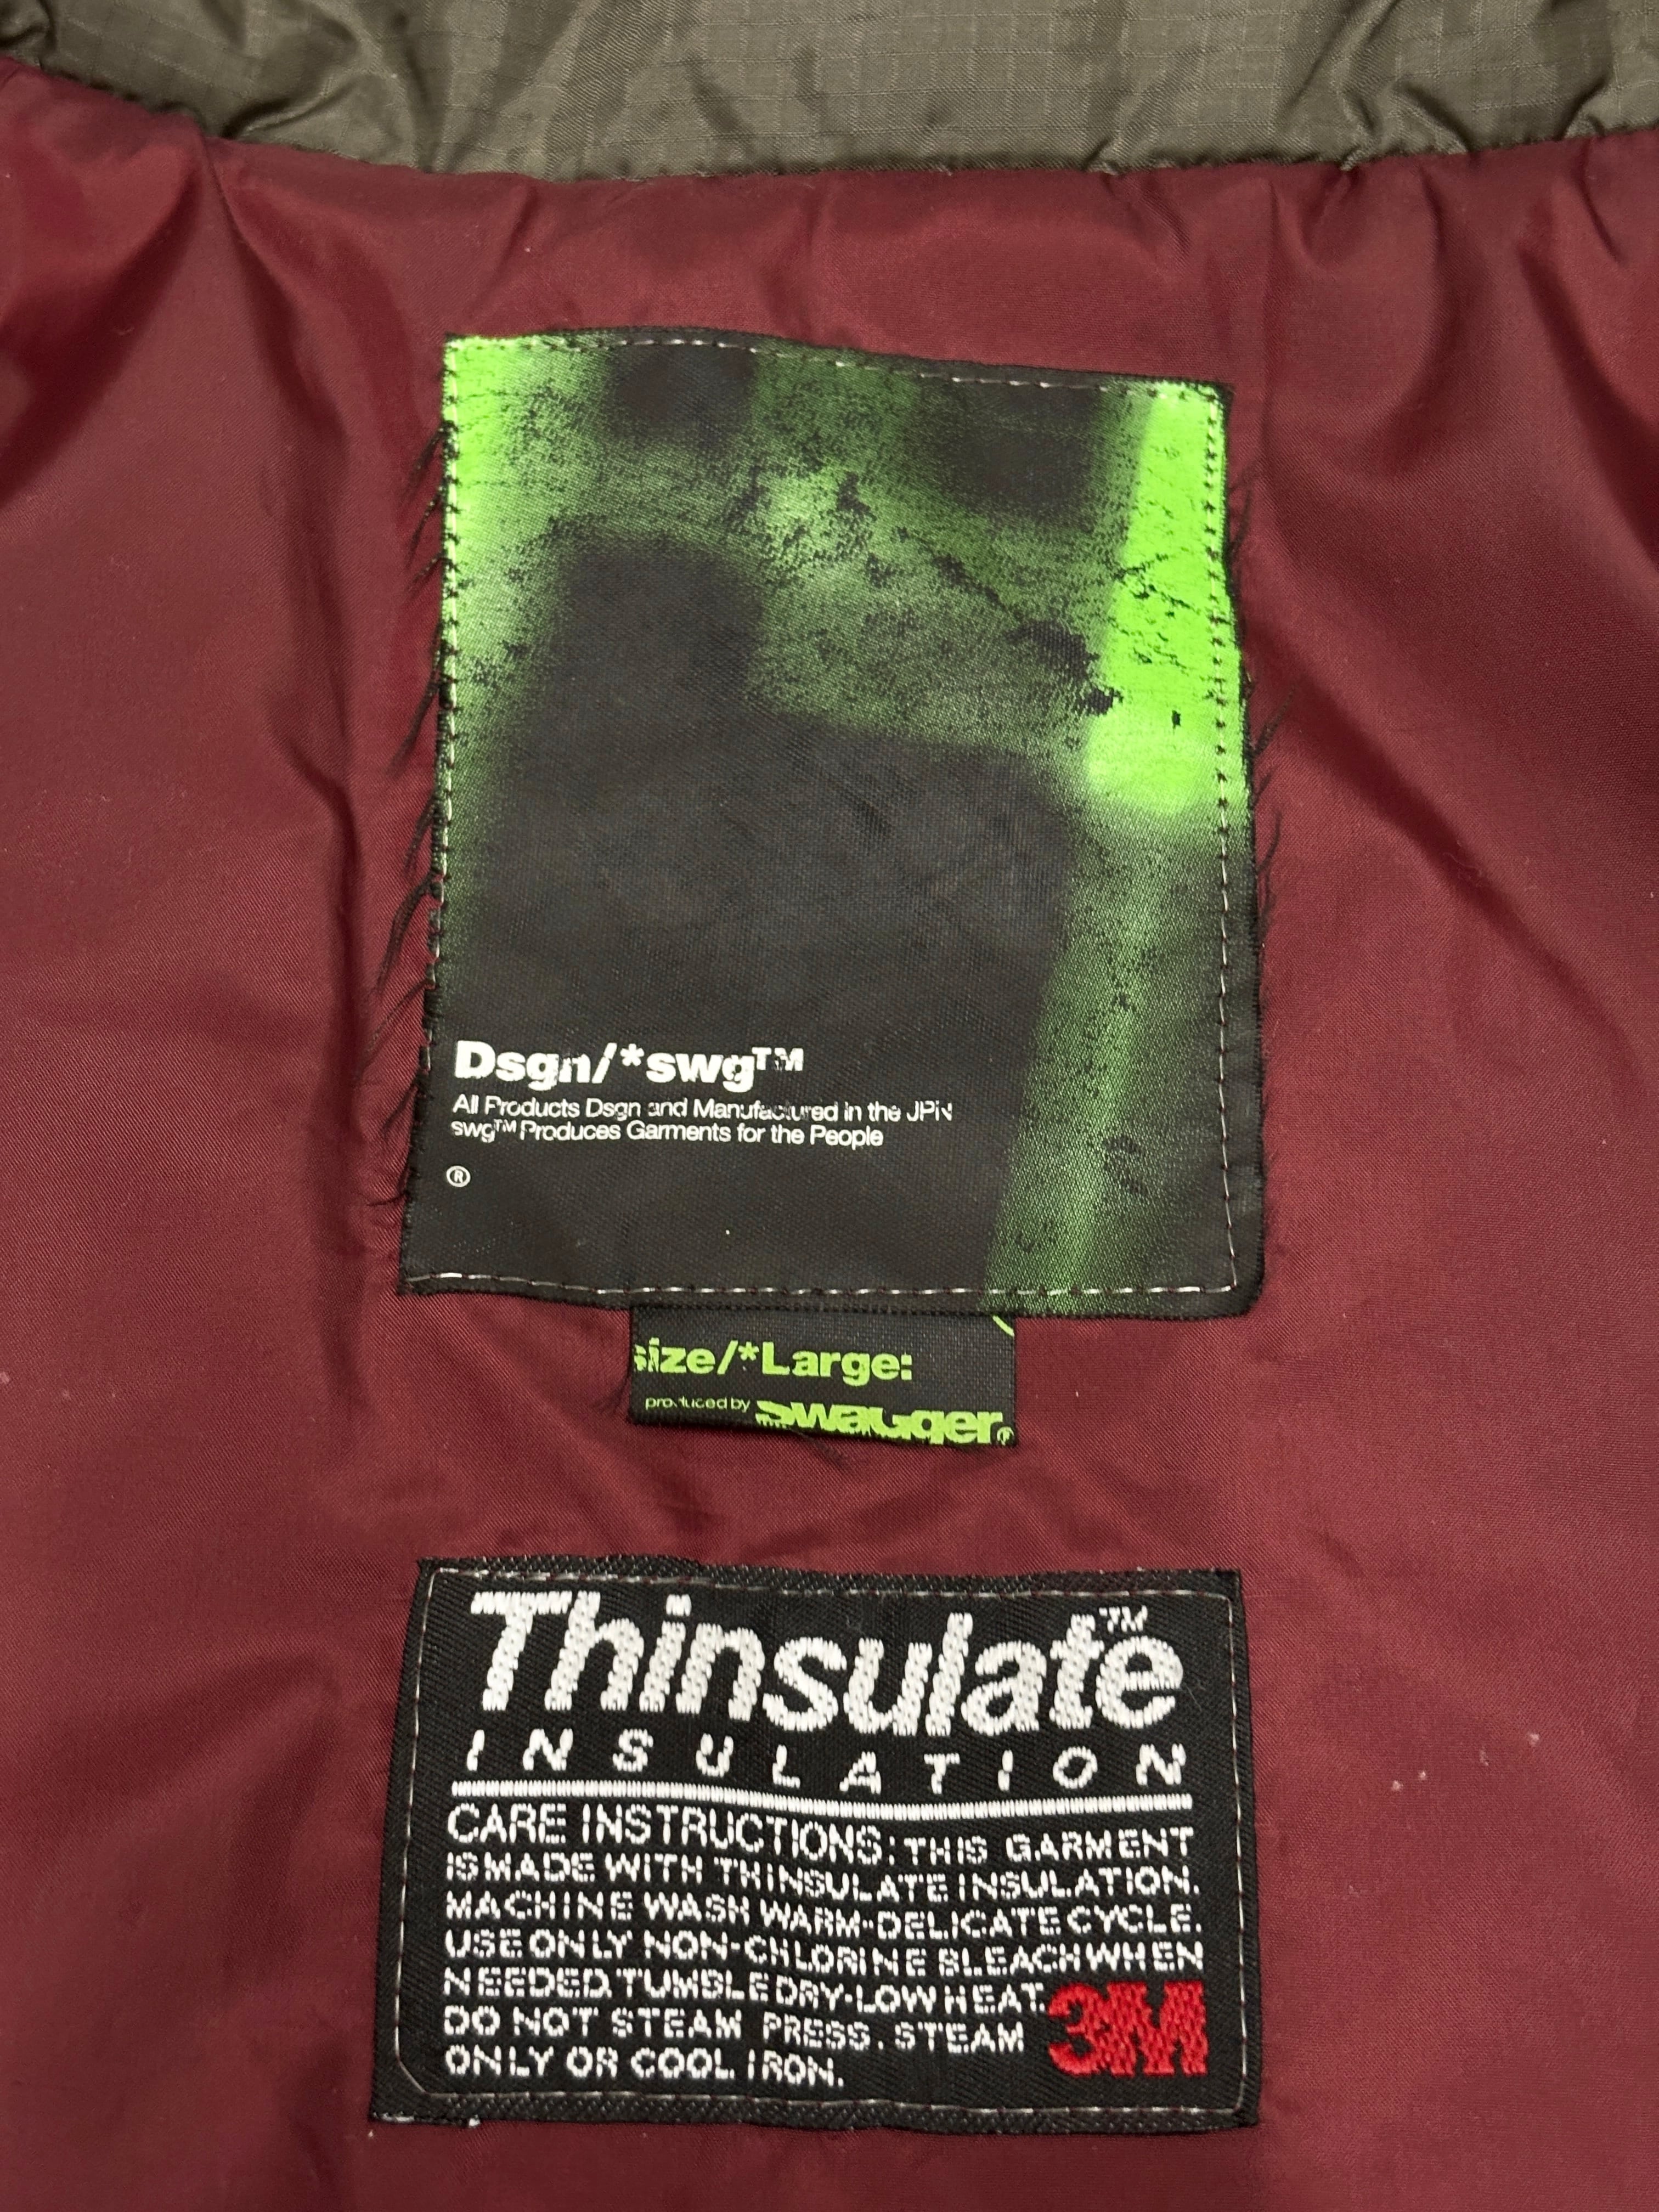 Dsgn/*swg™
All Products Dsgn and Manufactured in the JPN
swg™ Produces Garments for the People
®
size/*Large:
produced by swagger®
Thinsulate™
INSULATION
CARE INSTRUCTIONS: THIS GARMENT
IS MADE WITH THINSULATE INSULATION.
MACHINE WASH WARM-DELICATE CYCLE.
USE ONLY NON-CHLORINE BLEACH WHEN
NEEDED. TUMBLE DRY-LOW HEAT.
DO NOT STEAM PRESS. STEAM
ONLY OR COOL IRON.
3M